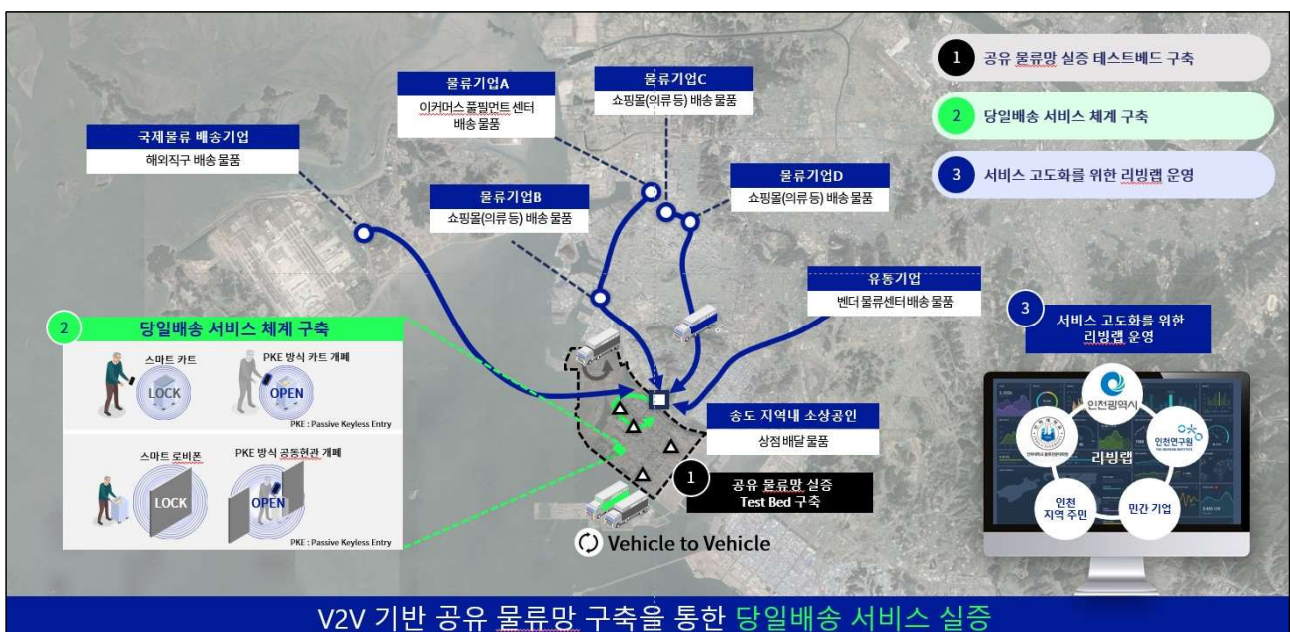 1
공유 물류망 실증 테스트베드 구축
2
당일배송 서비스 체계 구축
3
서비스 고도화를 위한 리빙랩 운영
국제물류 배송기업
해외직구 배송 물품
물류기업A
이커머스 풀필먼트 센터
배송 물품
물류기업C
쇼핑몰(의류 등) 배송 물품
물류기업B
쇼핑몰(의류 등) 배송 물품
물류기업D
쇼핑몰(의류 등) 배송 물품
유통기업
벤더 물류센터 배송 물품
송도 지역내 소상공인
상점 배달 물품
1
공유 물류망 실증
Test Bed 구축
Vehicle to Vehicle
2
당일배송 서비스 체계 구축
스마트 카트
LOCK
PKE 방식 카트 개폐
OPEN
PKE : Passive Keyless Entry
스마트 로비폰
LOCK
PKE 방식 공동현관 개폐
OPEN
PKE : Passive Keyless Entry
3
서비스 고도화를 위한
리빙랩 운영
인천광역시
인천연구원
리빙랩
인천
지역 주민
민간 기업
V2V 기반 공유 물류망 구축을 통한 당일배송 서비스 실증